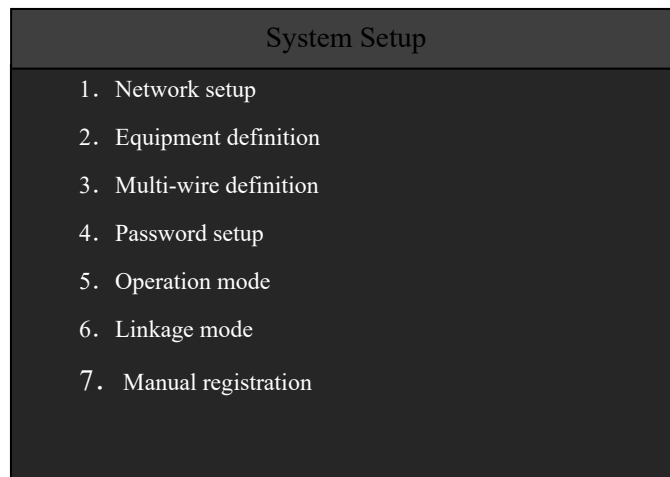 System Setup
1. Network setup
2. Equipment definition
3. Multi-wire definition
4. Password setup
5. Operation mode
6. Linkage mode
7. Manual registration